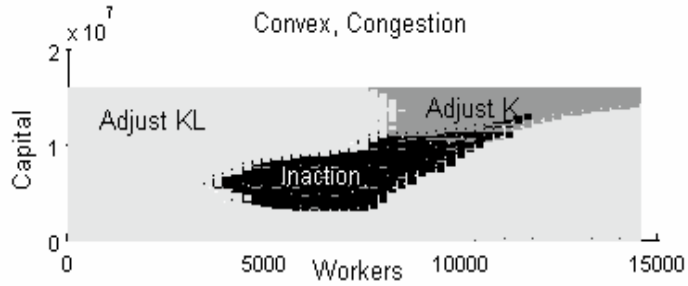 Convex, Congestion
x 10^7
2
Adjust KL
Adjust K
Capital
1
Inaction
0
0
5000
Workers
10000
15000